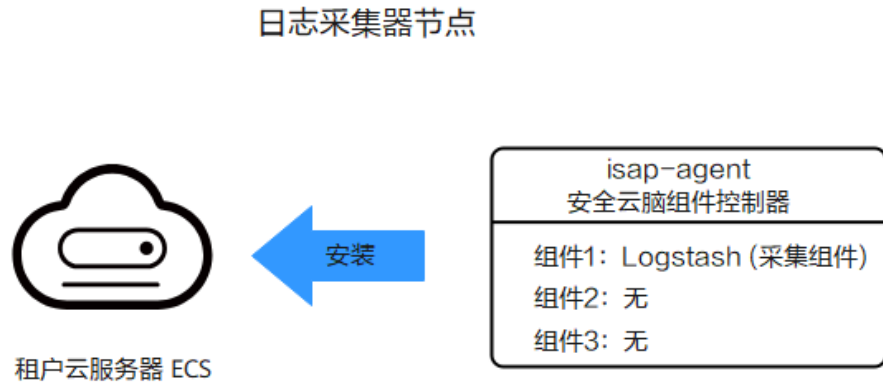 日志采集器节点
isap-agent
安全云脑组件控制器
安装
组件1：Logstash (采集组件)
组件2：无
组件3：无
租户云服务器 ECS